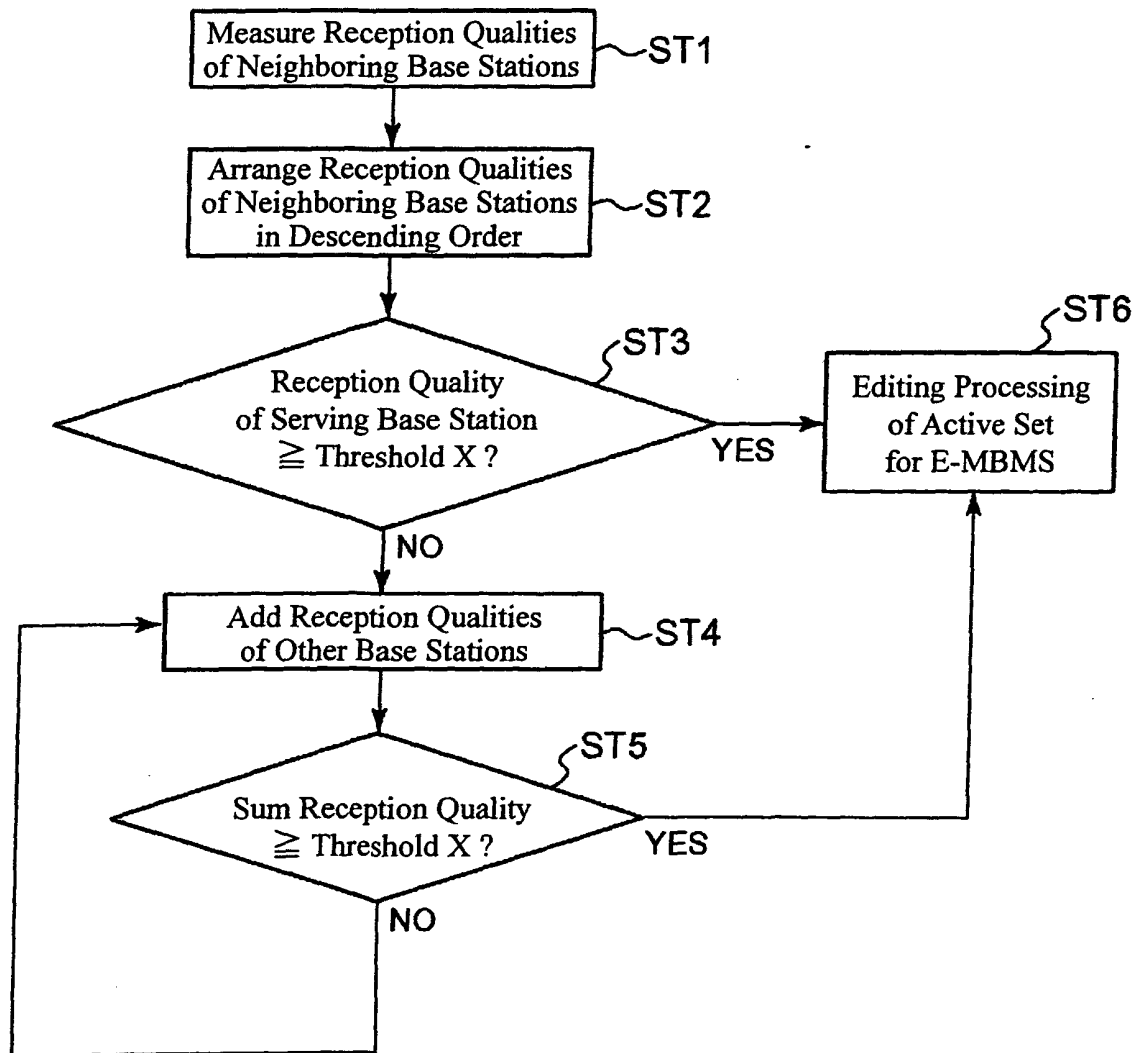 Measure Reception Qualities
of Neighboring Base Stations
ST1
Arrange Reception Qualities
of Neighboring Base Stations
in Descending Order
ST2
Reception Quality
of Serving Base Station
≧ Threshold X ?
ST3
YES
NO
Editing Processing
of Active Set
for E-MBMS
ST6
Add Reception Qualities
of Other Base Stations
ST4
Sum Reception Quality
≧ Threshold X ?
ST5
YES
NO